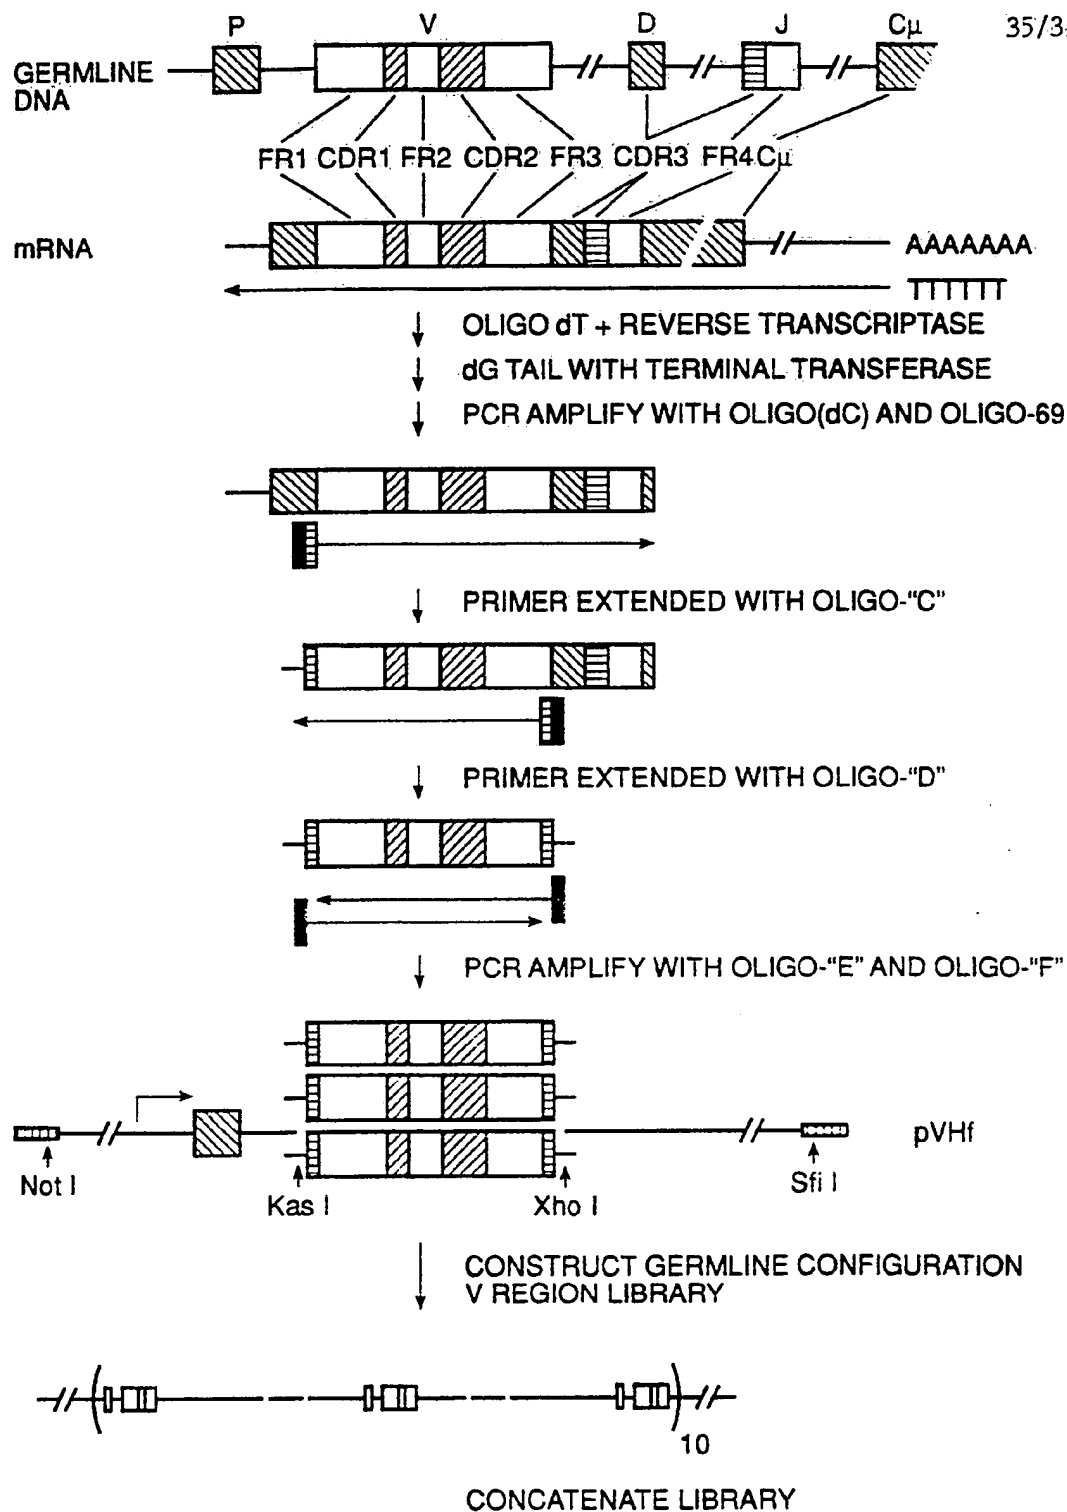 P V D J Cμ 35/3
GERMLINE
DNA
FR1 CDR1 FR2 CDR2 FR3 CDR3 FR4 Cμ
mRNA
AAAAAAA
TTTTTT
OLIGO dT + REVERSE TRANSCRIPTASE
dG TAIL WITH TERMINAL TRANSFERASE
PCR AMPLIFY WITH OLIGO(dC) AND OLIGO-69
PRIMER EXTENDED WITH OLIGO-"C"
PRIMER EXTENDED WITH OLIGO-"D"
PCR AMPLIFY WITH OLIGO-"E" AND OLIGO-"F"
pVHf
Not I Kas I Xho I Sfi I
CONSTRUCT GERMLINE CONFIGURATION
V REGION LIBRARY
10
CONCATENATE LIBRARY